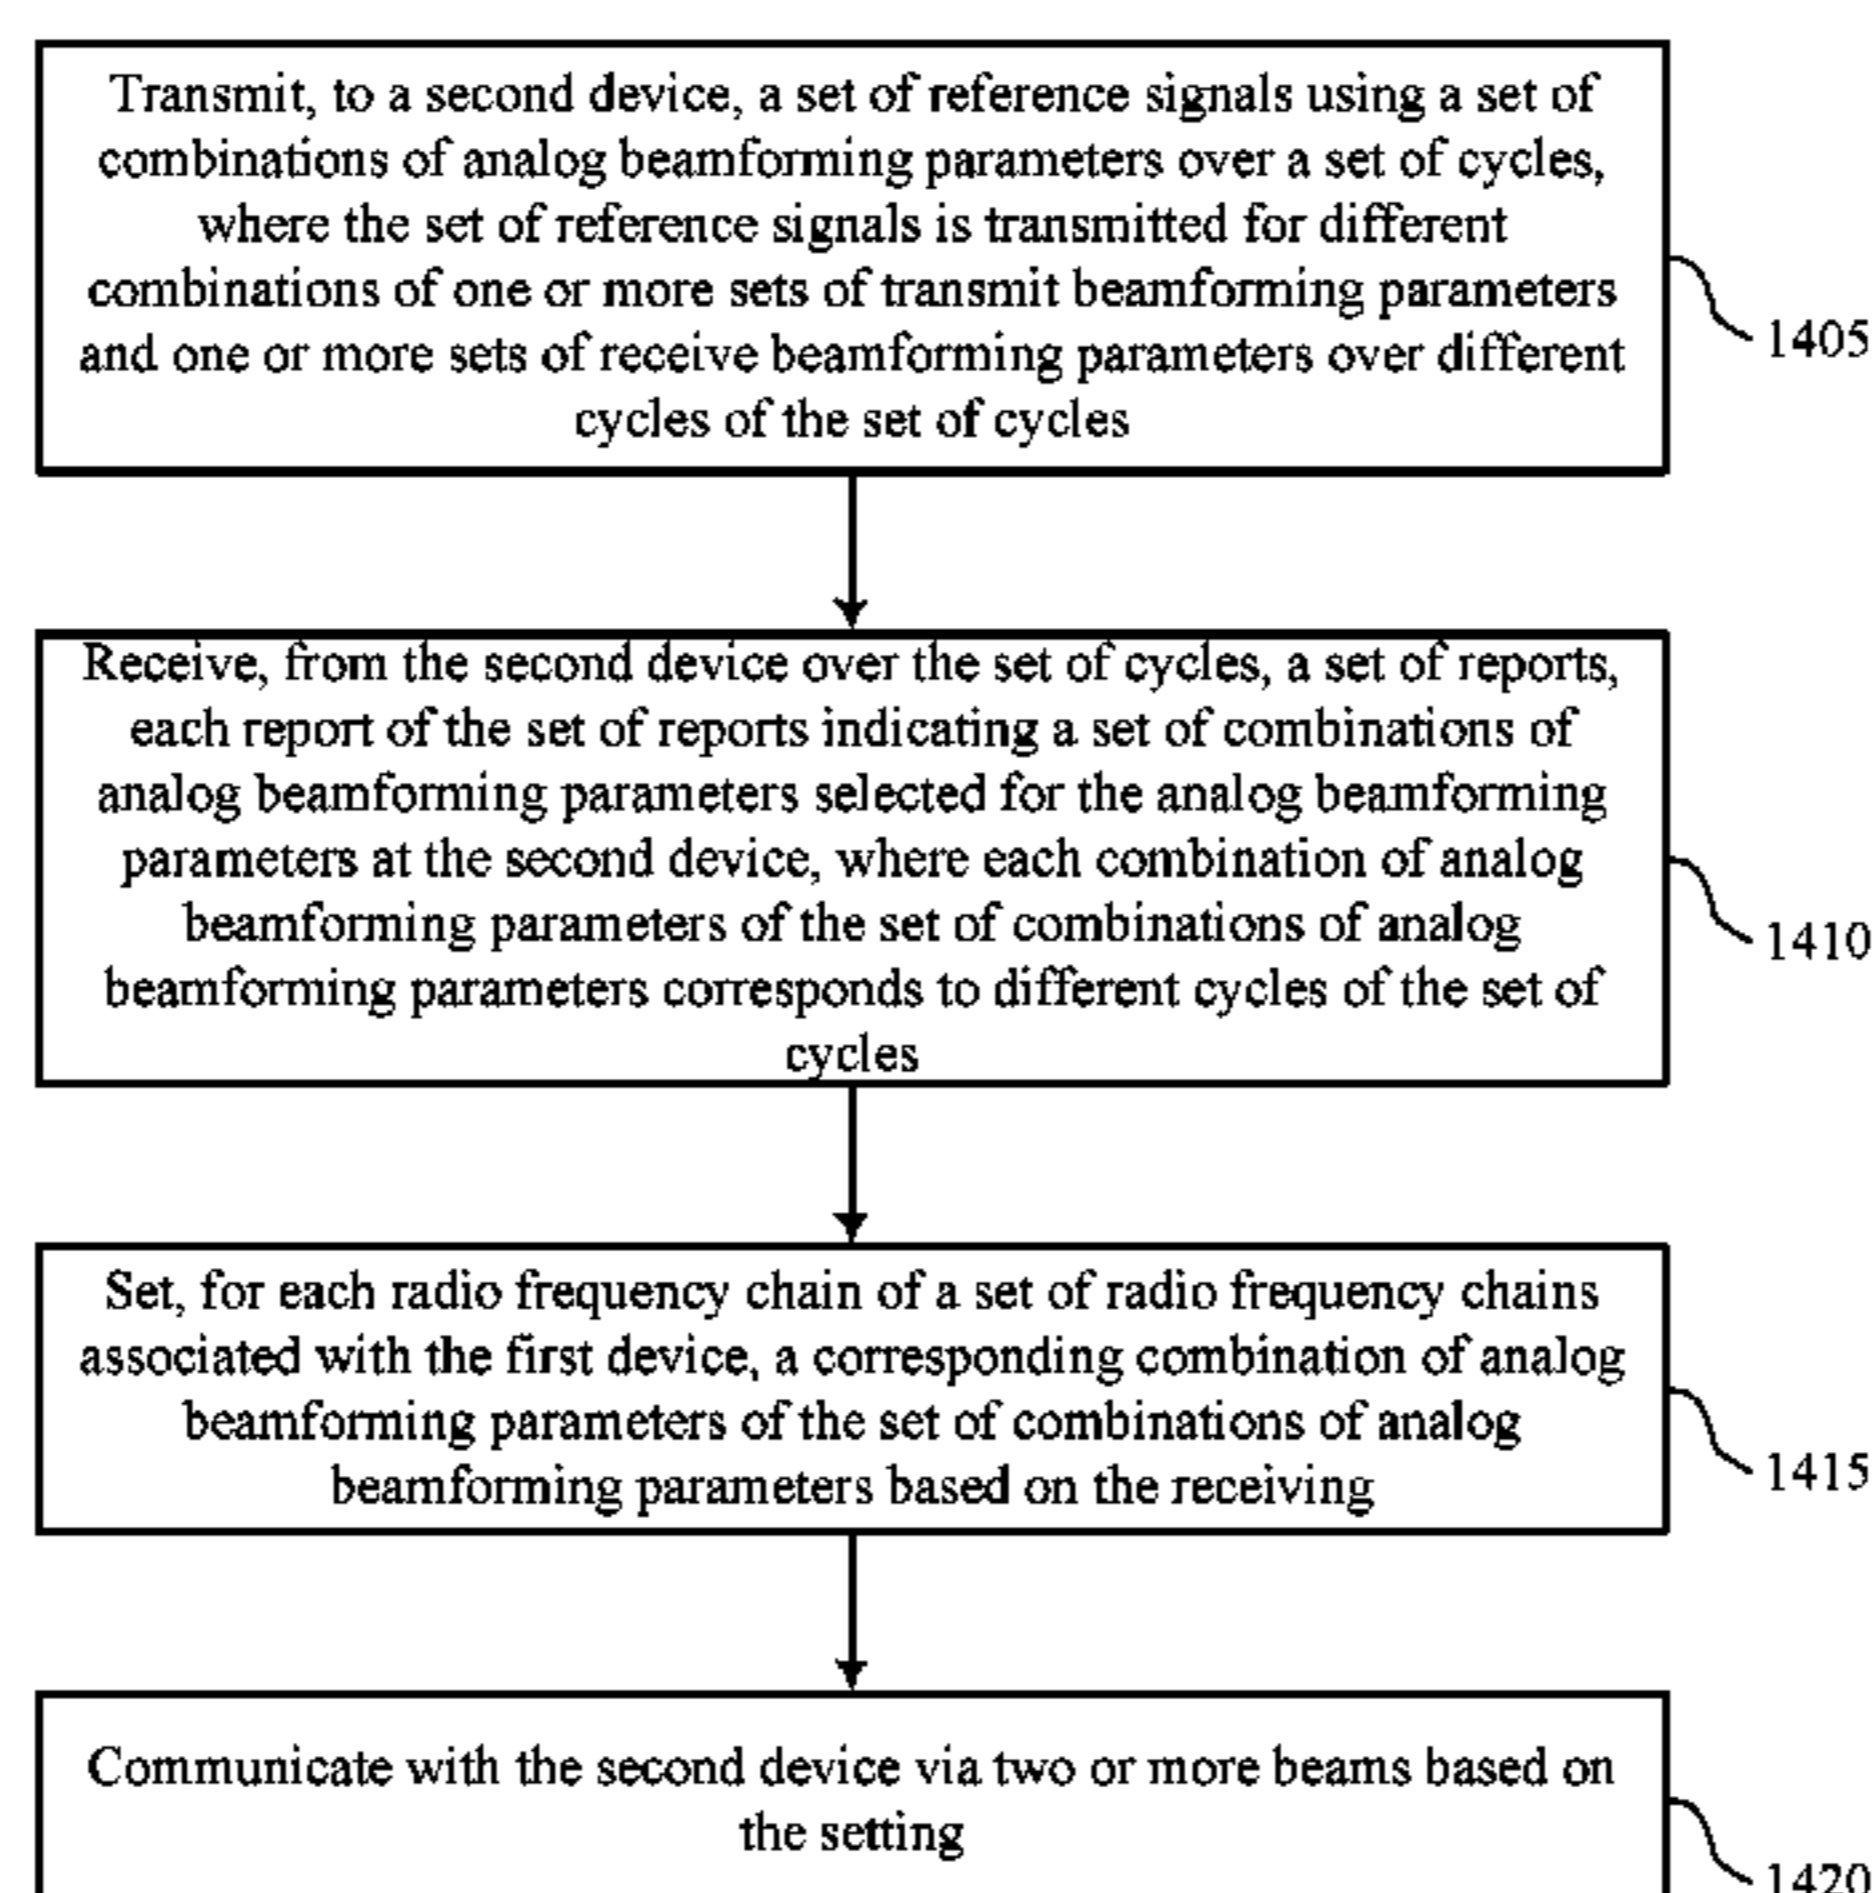 Transmit, to a second device, a set of reference signals using a set of
combinations of analog beamforming parameters over a set of cycles,
where the set of reference signals is transmitted for different
combinations of one or more sets of transmit beamforming parameters
and one or more sets of receive beamforming parameters over different
cycles of the set of cycles
1405
Receive, from the second device over the set of cycles, a set of reports,
each report of the set of reports indicating a set of combinations of
analog beamforming parameters selected for the analog beamforming
parameters at the second device, where each combination of analog
beamforming parameters of the set of combinations of analog
beamforming parameters corresponds to different cycles of the set of
cycles
1410
Set, for each radio frequency chain of a set of radio frequency chains
associated with the first device, a corresponding combination of analog
beamforming parameters of the set of combinations of analog
beamforming parameters based on the receiving
1415
Communicate with the second device via two or more beams based on
the setting
1420